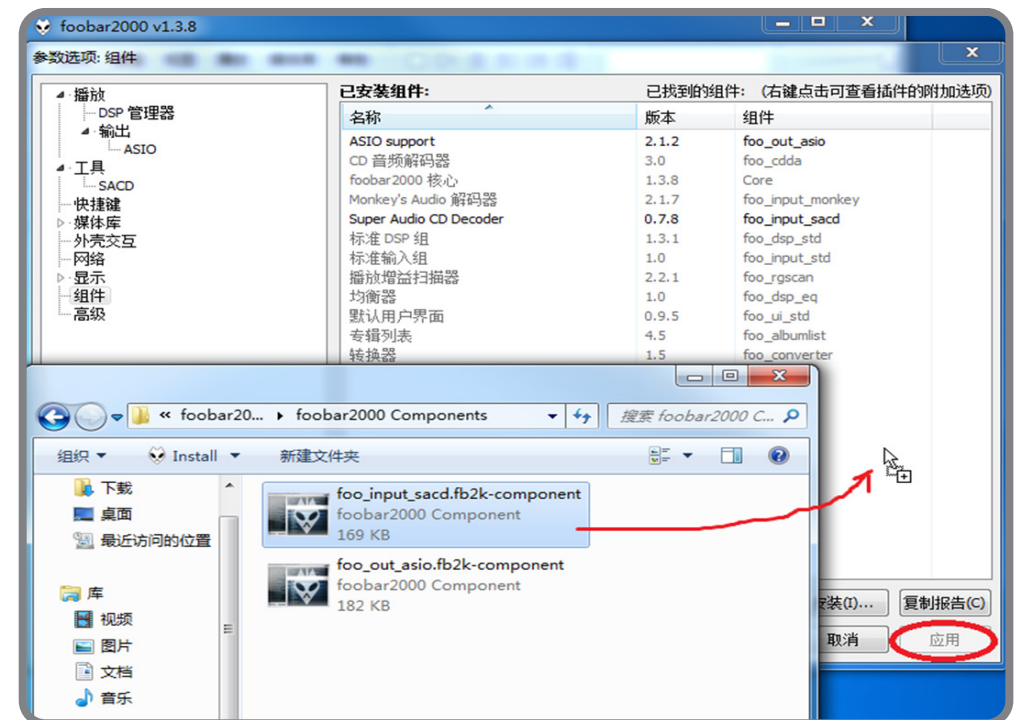 foobar2000 v1.3.8
参数选项: 组件
播放
DSP 管理器
输出
ASIO
工具
SACD
快捷键
媒体库
外壳交互
网络
显示
组件
高级
已安装组件: 已找到的组件: (右键点击可查看插件的附加选项)
名称 版本 组件
ASIO support 2.1.2 foo_out_asio
CD 音频解码器 3.0 foo_cdda
foobar2000 核心 1.3.8 Core
Monkey's Audio 解码器 2.1.7 foo_input_monkey
Super Audio CD Decoder 0.7.8 foo_input_sacd
标准 DSP 组 1.3.1 foo_dsp_std
标准输入组 1.0 foo_input_std
播放增益扫描器 2.2.1 foo_rgscan
均衡器 1.0 foo_dsp_eq
默认用户界面 0.9.5 foo_ui_std
专辑列表 4.5 foo_albumlist
转换器 1.5 foo_converter
« foobar20... foobar2000 Components 搜索 foobar2000 C...
组织 Install 新建文件夹
下载
桌面
最近访问的位置
库
视频
图片
文档
音乐
foo_input_sacd.fb2k-component
foobar2000 Component
169 KB
foo_out_asio.fb2k-component
foobar2000 Component
182 KB
装(I)... 复制报告(C)
取消 应用